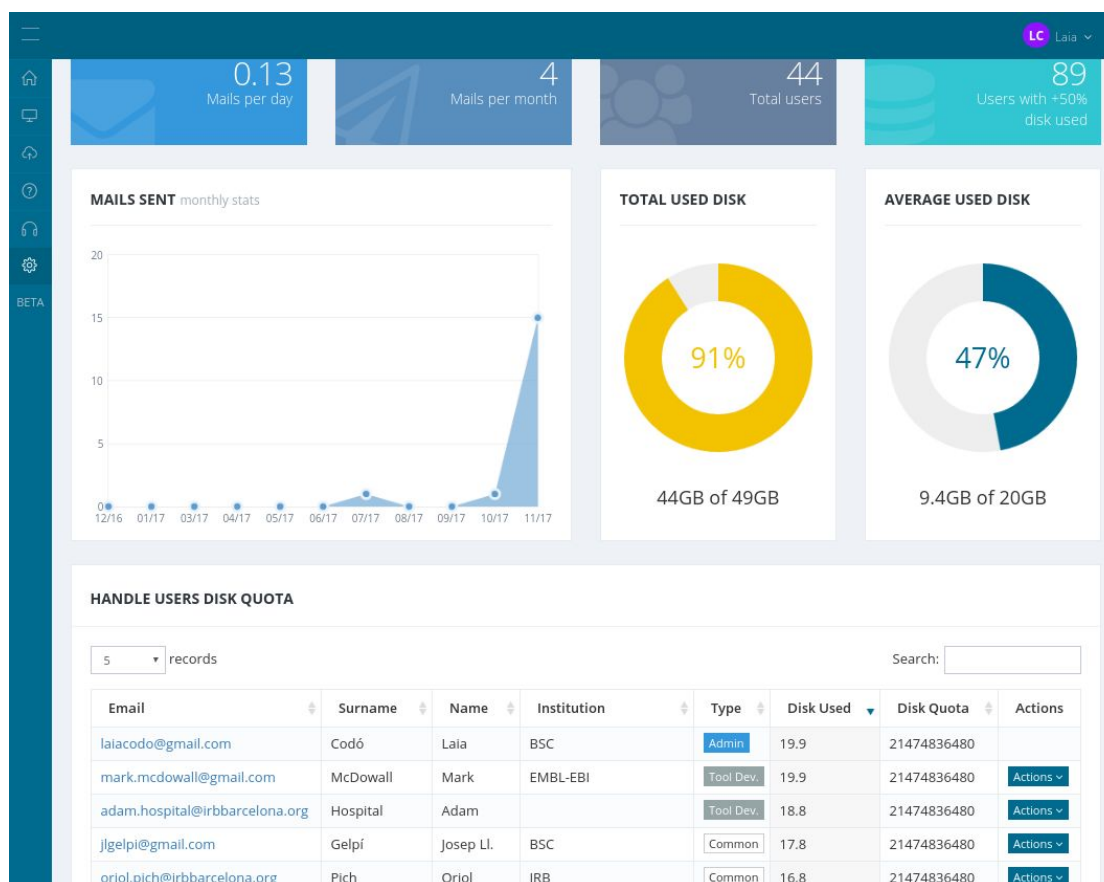 LC Laia
0.13
Mails per day
4
Mails per month
44
Total users
89
Users with +50%
disk used
BETA
MAILS SENT monthly stats
20
15
10
5
0
12/16 01/17 03/17 04/17 05/17 06/17 07/17 08/17 09/17 10/17 11/17
TOTAL USED DISK
91%
44GB of 49GB
AVERAGE USED DISK
47%
9.4GB of 20GB
HANDLE USERS DISK QUOTA
5 records
Search:
Email Surname Name Institution Type Disk Used Disk Quota Actions
laiacodo@gmail.com Codó Laia BSC Admin 19.9 21474836480
mark.mcdowall@gmail.com McDowall Mark EMBL-EBI Tool Dev. 19.9 21474836480 Actions
adam.hospital@irbbarcelona.org Hospital Adam Tool Dev. 18.8 21474836480 Actions
jlgelpi@gmail.com Gelpí Josep Ll. BSC Common 17.8 21474836480 Actions
oriol.pich@irbbarcelona.org Pich Oriol IRB Common 16.8 21474836480 Actions